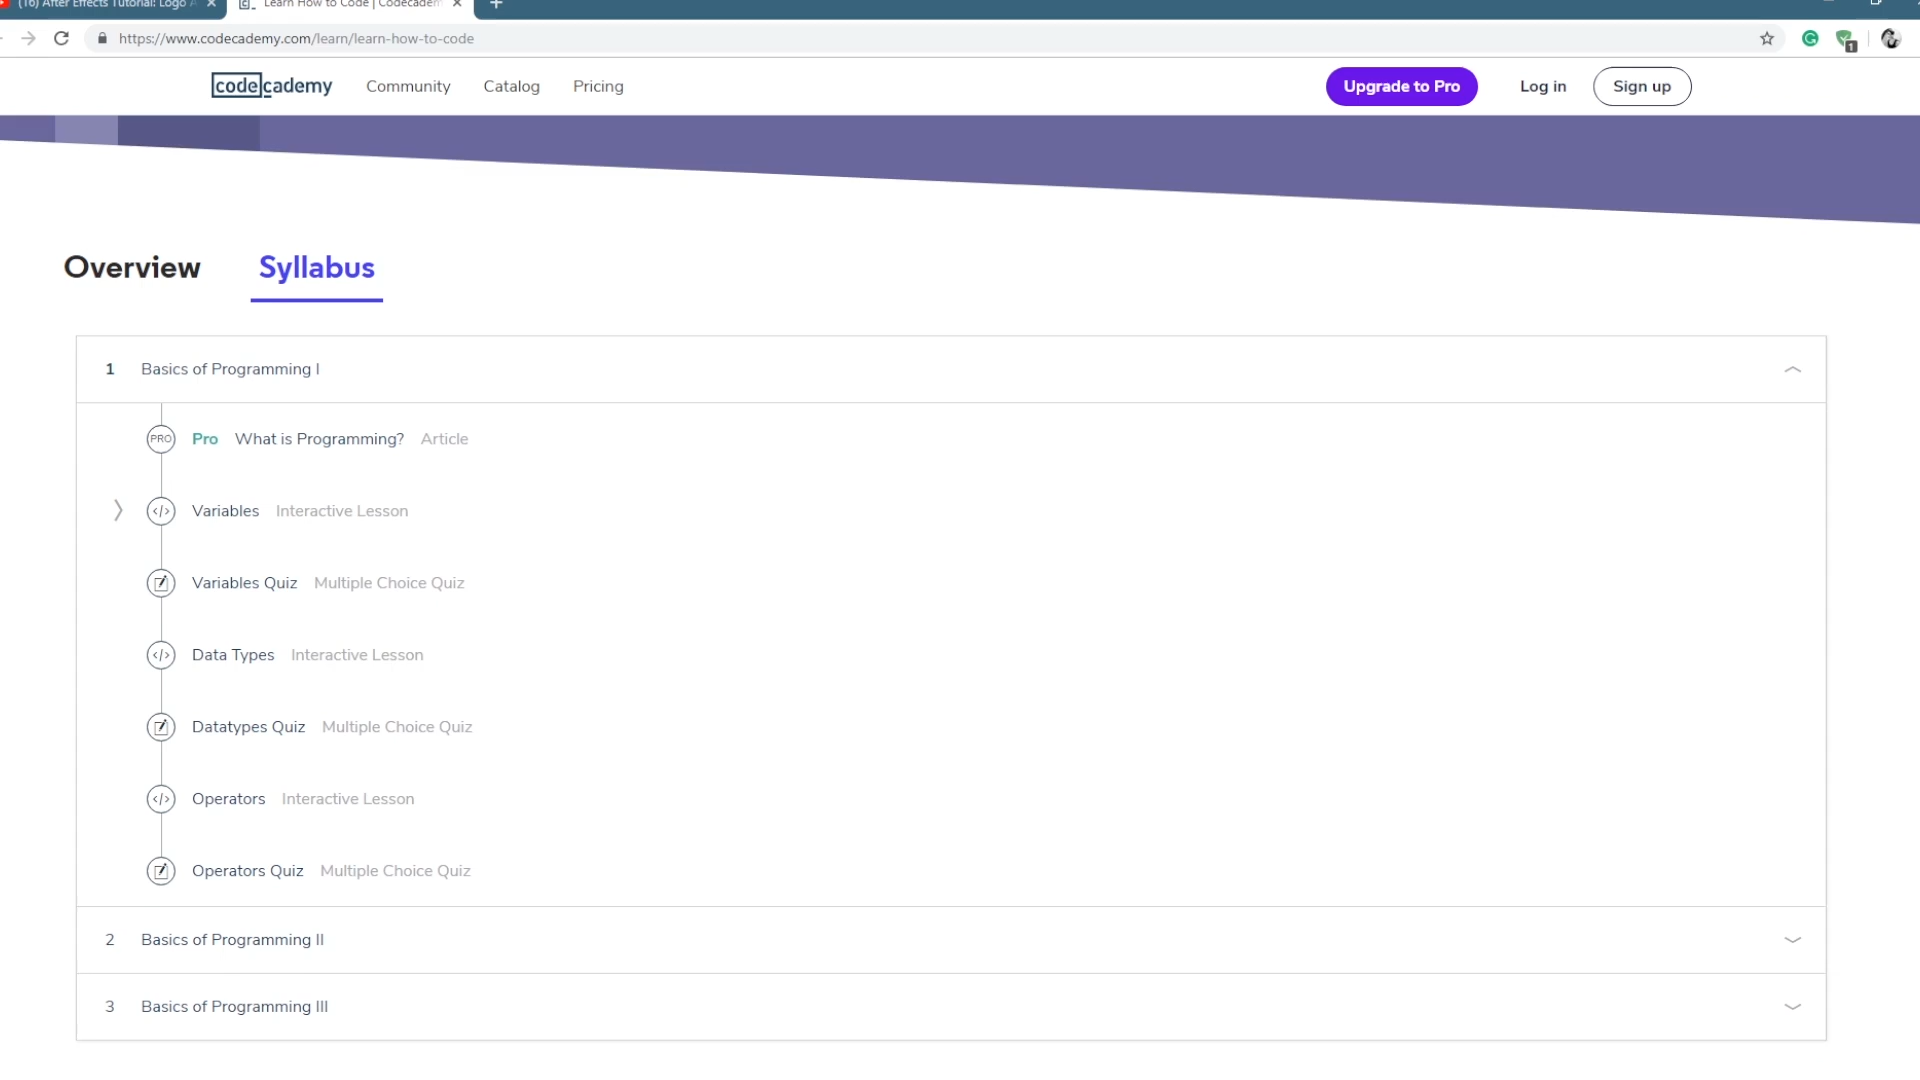 (16) After Effects Tutorial: Logo A
Learn How to Code | Codecadem
https://www.codecademy.com/learn/learn-how-to-code
1
codecademy Community Catalog Pricing Upgrade to Pro Log in Sign up
Overview Syllabus
1 Basics of Programming I
PRO Pro What is Programming? Article
</> Variables Interactive Lesson
Variables Quiz Multiple Choice Quiz
</> Data Types Interactive Lesson
Datatypes Quiz Multiple Choice Quiz
</> Operators Interactive Lesson
Operators Quiz Multiple Choice Quiz
2 Basics of Programming II
3 Basics of Programming III